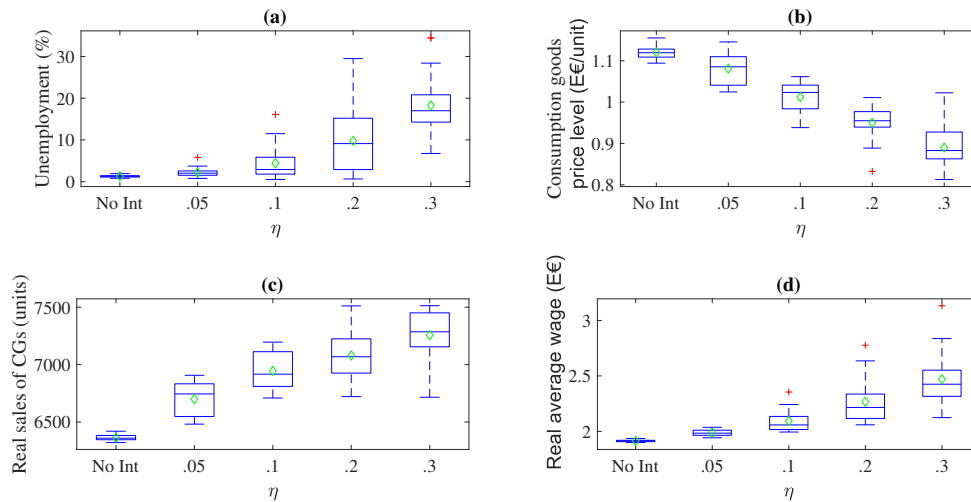 (a)
Unemployment (%)
30
20
10
0
No Int
.05
.1
.2
.3
η
(b)
Consumption goods
price level (E€/unit)
1.1
1
0.9
0.8
No Int
.05
.1
.2
.3
η
(c)
Real sales of CGs (units)
7500
7000
6500
No Int
.05
.1
.2
.3
η
(d)
Real average wage (E€)
3
2.5
2
No Int
.05
.1
.2
.3
η